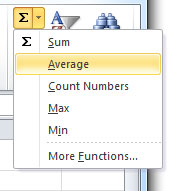 Σ
Σ Sum
Average
Count Numbers
Max
Min
More Functions...